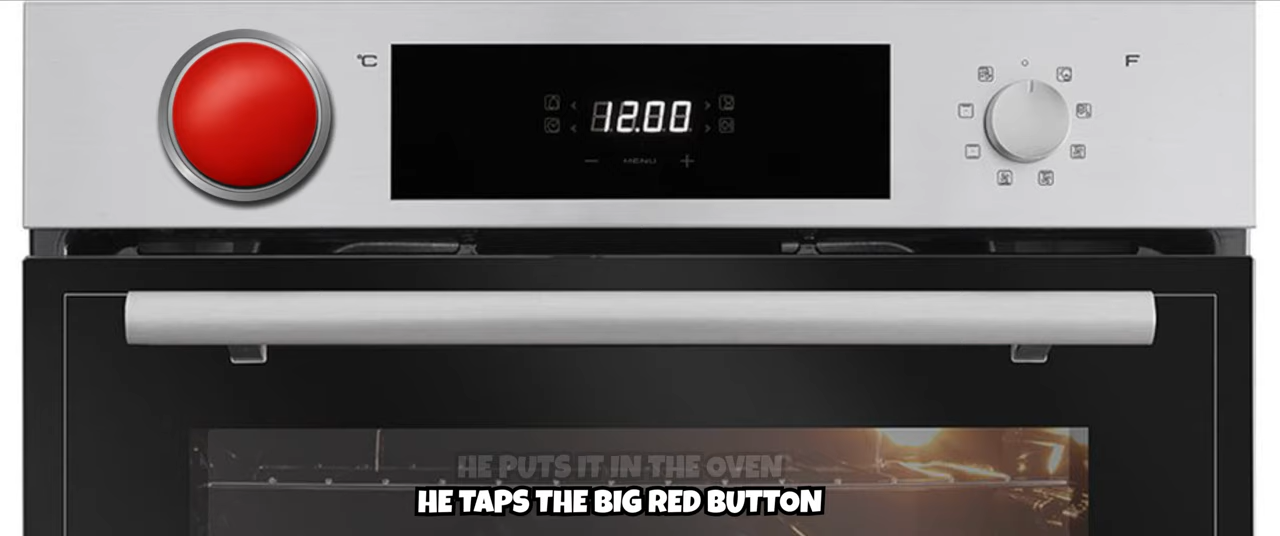 °C
F
12.00
MENU
HE PUTS IT IN THE OVEN
HE TAPS THE BIG RED BUTTON